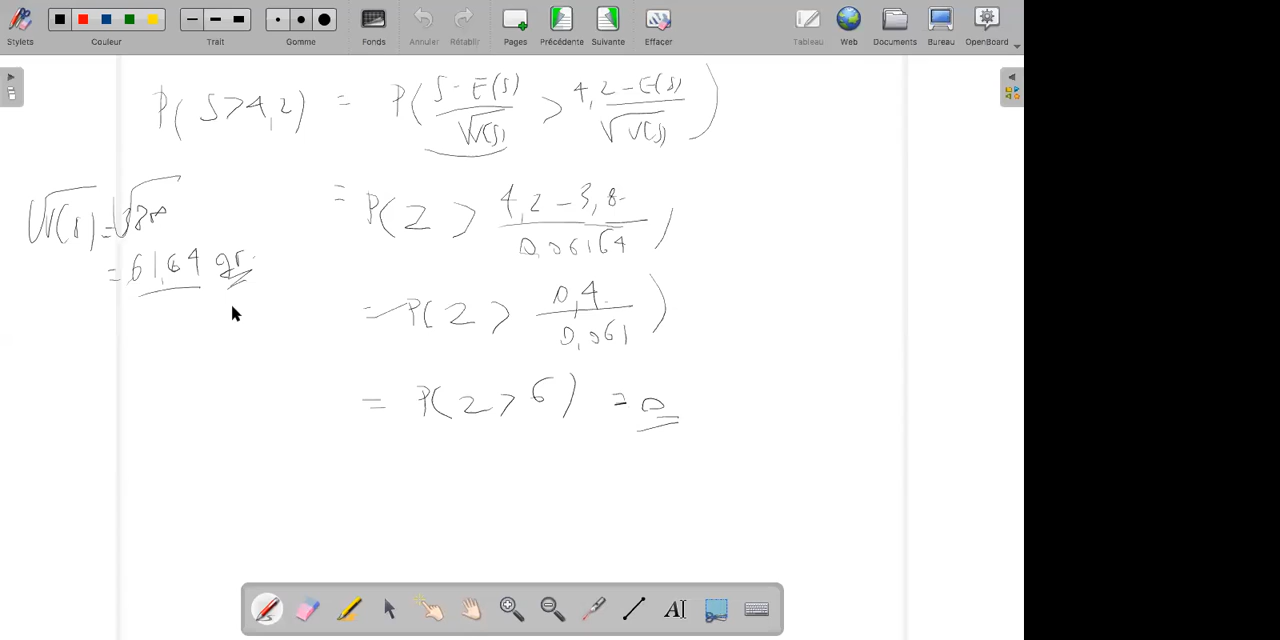 Stylets Couleur Trait Gomme Fonds Annuler Rétablir Pages Précédente Suivante Effacer Tableau Web Documents Bureau OpenBoard
P(S>4,2) = P( (S-E(S))/√V(S) > (4,2-E(S))/√V(S) )
= P(Z > (4,2-3,8)/0,06164)
= 61,64 gr.
= P(Z > 0,4/0,061)
= P(Z > 6) = 0